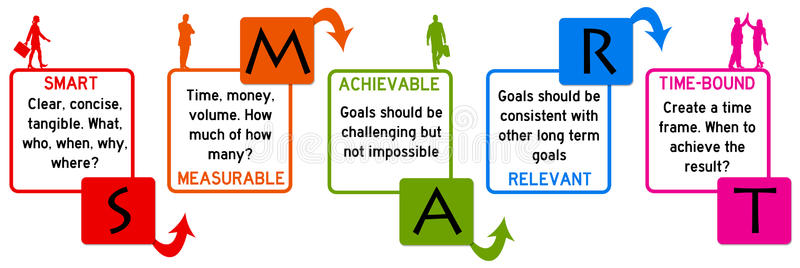 SMART
Clear, concise,
tangible. What,
who, when, why,
where?
S
M
Time, money,
volume. How
much of how
many?
MEASURABLE
ACHIEVABLE
Goals should be
challenging but
not impossible
A
R
Goals should be
consistent with
other long term
goals
RELEVANT
TIME-BOUND
Create a time
frame. When to
achieve the
result?
T
dreamstime